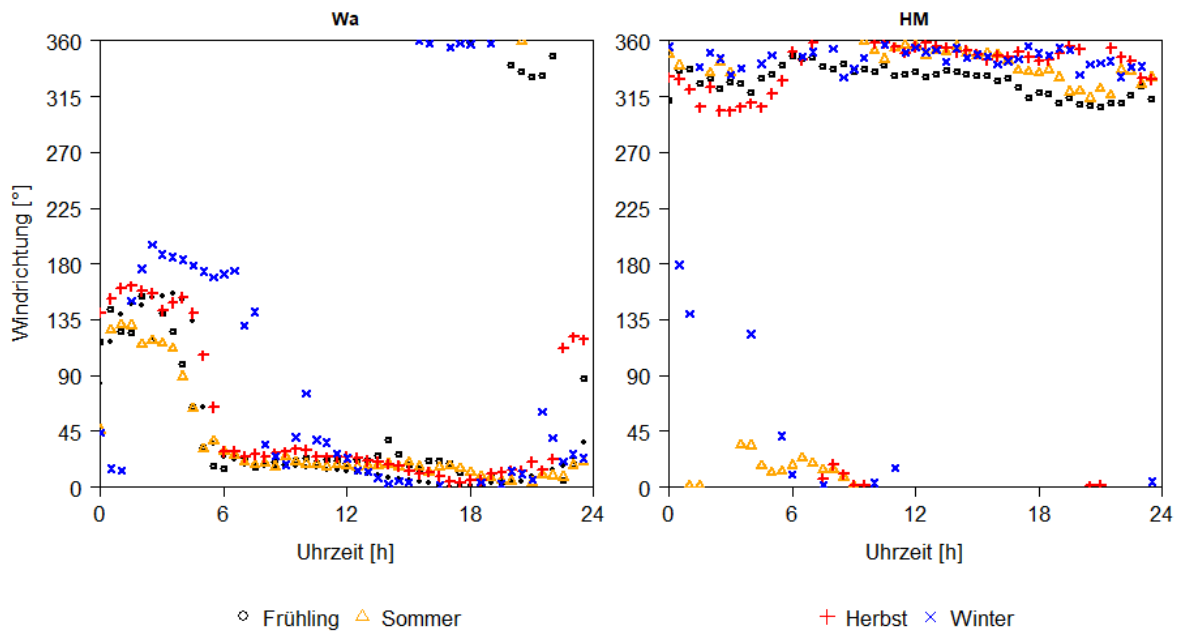 Wa
HM
360
315
270
225
180
135
90
45
0
Windrichtung [°]
0 6 12 18 24
Uhrzeit [h]
360
315
270
225
180
135
90
45
0
0 6 12 18 24
Uhrzeit [h]
Frühling Sommer Herbst Winter